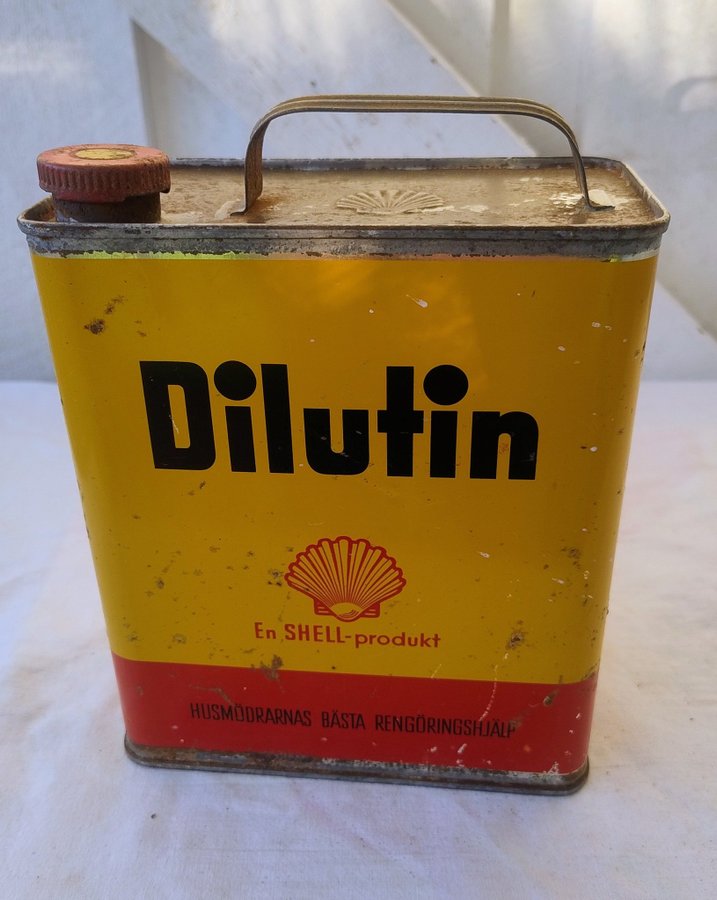 Dilutin
En SHELL-produkt
HUSMÖDRARNAS BÄSTA RENGÖRINGSHJÄLP